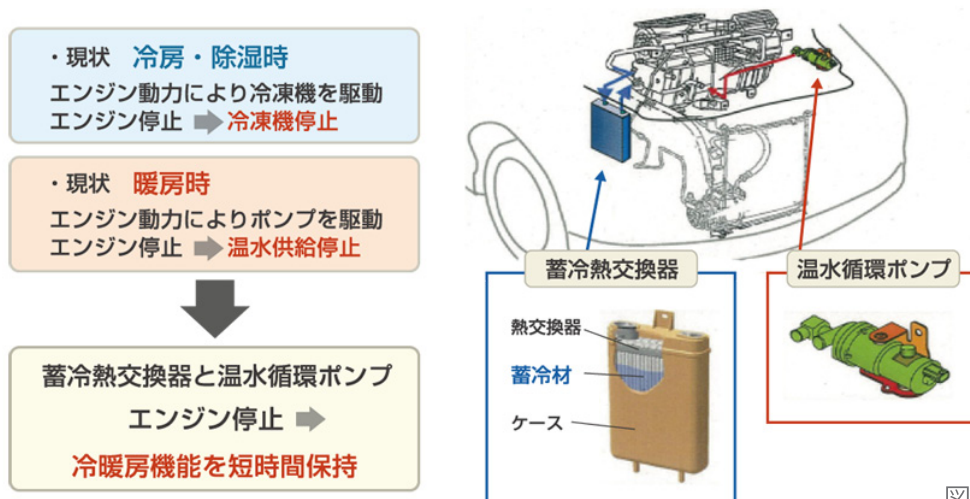 ・現状 冷房・除湿時
エンジン動力により冷凍機を駆動
エンジン停止 ➡ 冷凍機停止
・現状 暖房時
エンジン動力によりポンプを駆動
エンジン停止 ➡ 温水供給停止
蓄冷熱交換器と温水循環ポンプ
エンジン停止 ➡
冷暖房機能を短時間保持
蓄冷熱交換器
熱交換器
蓄冷材
ケース
温水循環ポンプ